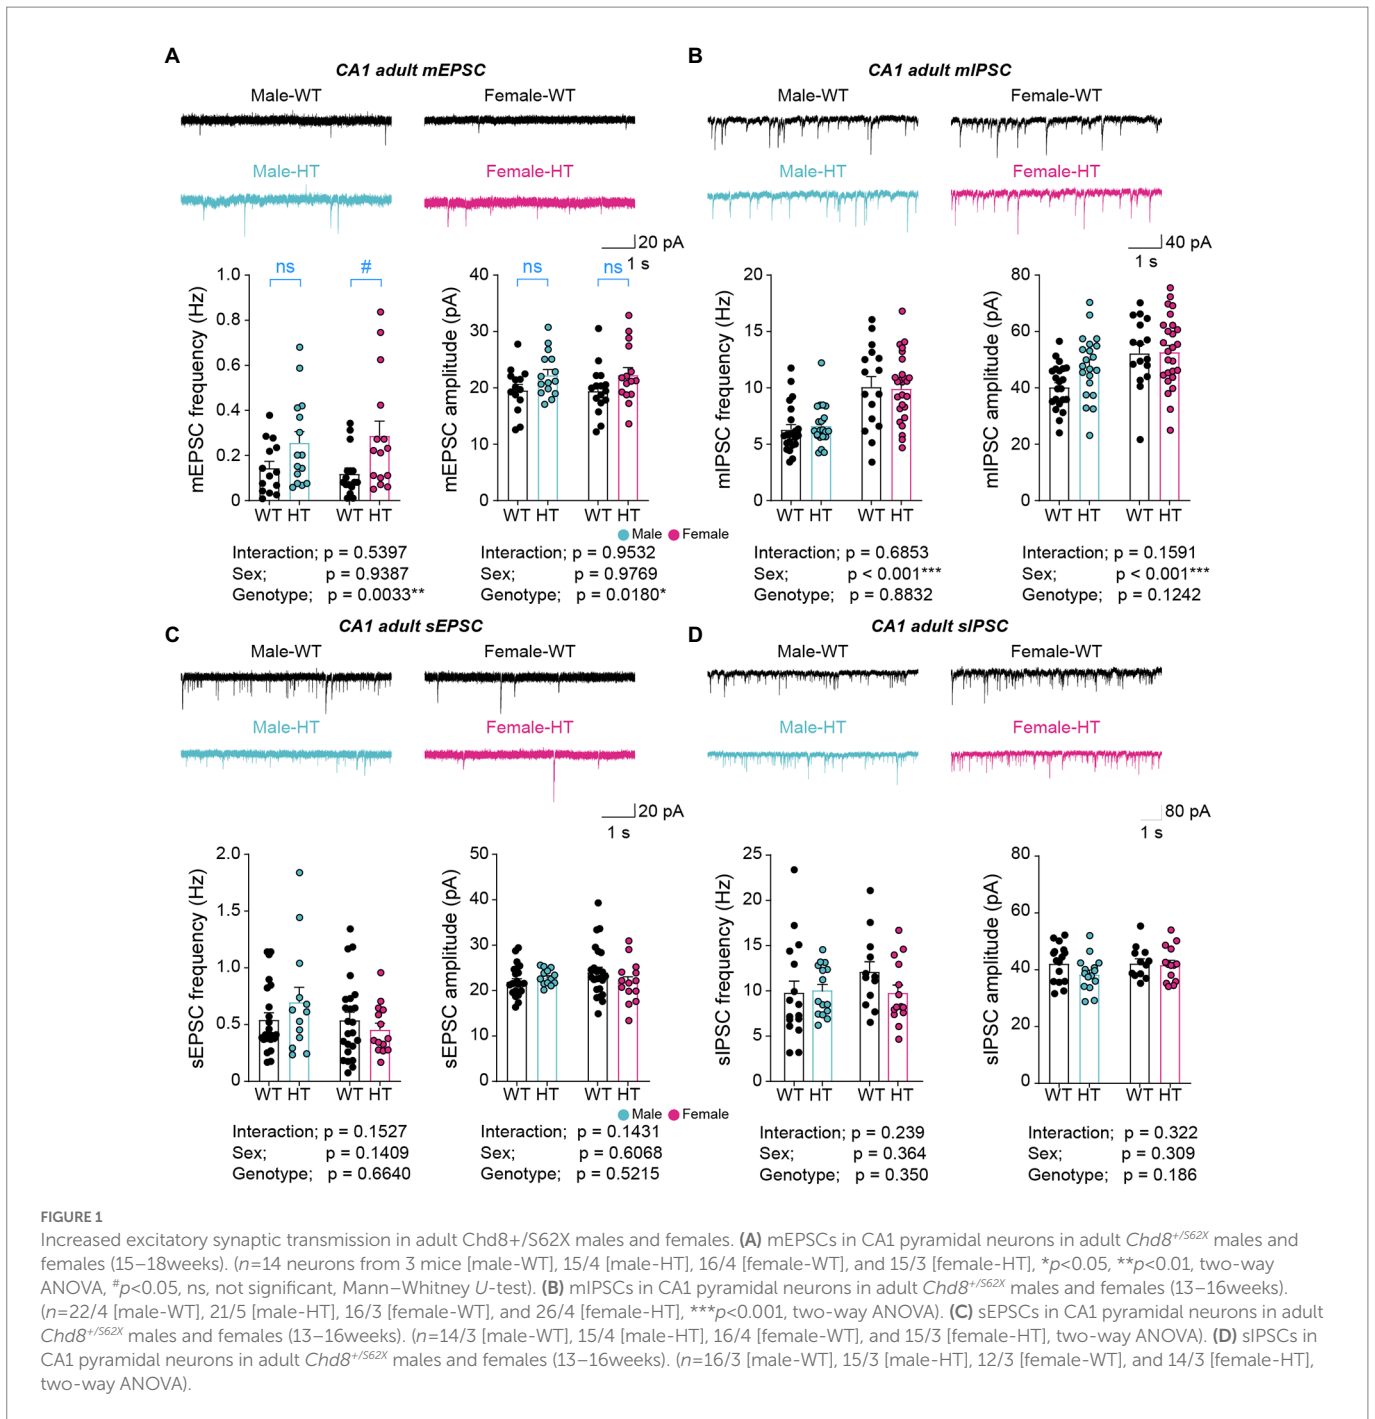 A
CA1 adult mEPSC
Male-WT
Female-WT
Male-HT
Female-HT
20 pA
1 s
mEPSC frequency (Hz)
1.0
0.8
0.6
0.4
0.2
0
ns
#
WT HT WT HT
mEPSC amplitude (pA)
40
30
20
10
0
ns
ns
WT HT WT HT
Male Female
Interaction; p = 0.5397
Sex; p = 0.9387
Genotype; p = 0.0033**
Interaction; p = 0.9532
Sex; p = 0.9769
Genotype; p = 0.0180*
B
CA1 adult mIPSC
Male-WT
Female-WT
Male-HT
Female-HT
40 pA
1 s
mIPSC frequency (Hz)
20
15
10
5
0
WT HT WT HT
mIPSC amplitude (pA)
80
60
40
20
0
WT HT WT HT
Interaction; p = 0.6853
Sex; p < 0.001***
Genotype; p = 0.8832
Interaction; p = 0.1591
Sex; p < 0.001***
Genotype; p = 0.1242
C
CA1 adult sEPSC
Male-WT
Female-WT
Male-HT
Female-HT
20 pA
1 s
sEPSC frequency (Hz)
2.0
1.5
1.0
0.5
0
WT HT WT HT
sEPSC amplitude (pA)
50
40
30
20
10
0
WT HT WT HT
Male Female
Interaction; p = 0.1527
Sex; p = 0.1409
Genotype; p = 0.6640
Interaction; p = 0.1431
Sex; p = 0.6068
Genotype; p = 0.5215
D
CA1 adult sIPSC
Male-WT
Female-WT
Male-HT
Female-HT
80 pA
1 s
sIPSC frequency (Hz)
25
20
15
10
5
0
WT HT WT HT
sIPSC amplitude (pA)
80
60
40
20
0
WT HT WT HT
Interaction; p = 0.239
Sex; p = 0.364
Genotype; p = 0.350
Interaction; p = 0.322
Sex; p = 0.309
Genotype; p = 0.186
FIGURE 1
Increased excitatory synaptic transmission in adult Chd8+/S62X males and females. (A) mEPSCs in CA1 pyramidal neurons in adult Chd8+/S62X males and
females (15–18weeks). (n=14 neurons from 3 mice [male-WT], 15/4 [male-HT], 16/4 [female-WT], and 15/3 [female-HT], *p<0.05, **p<0.01, two-way
ANOVA, #p<0.05, ns, not significant, Mann–Whitney U-test). (B) mIPSCs in CA1 pyramidal neurons in adult Chd8+/S62X males and females (13–16weeks).
(n=22/4 [male-WT], 21/5 [male-HT], 16/3 [female-WT], and 26/4 [female-HT], ***p<0.001, two-way ANOVA). (C) sEPSCs in CA1 pyramidal neurons in adult
Chd8+/S62X males and females (13–16weeks). (n=14/3 [male-WT], 15/4 [male-HT], 16/4 [female-WT], and 15/3 [female-HT], two-way ANOVA). (D) sIPSCs in
CA1 pyramidal neurons in adult Chd8+/S62X males and females (13–16weeks). (n=16/3 [male-WT], 15/3 [male-HT], 12/3 [female-WT], and 14/3 [female-HT],
two-way ANOVA).